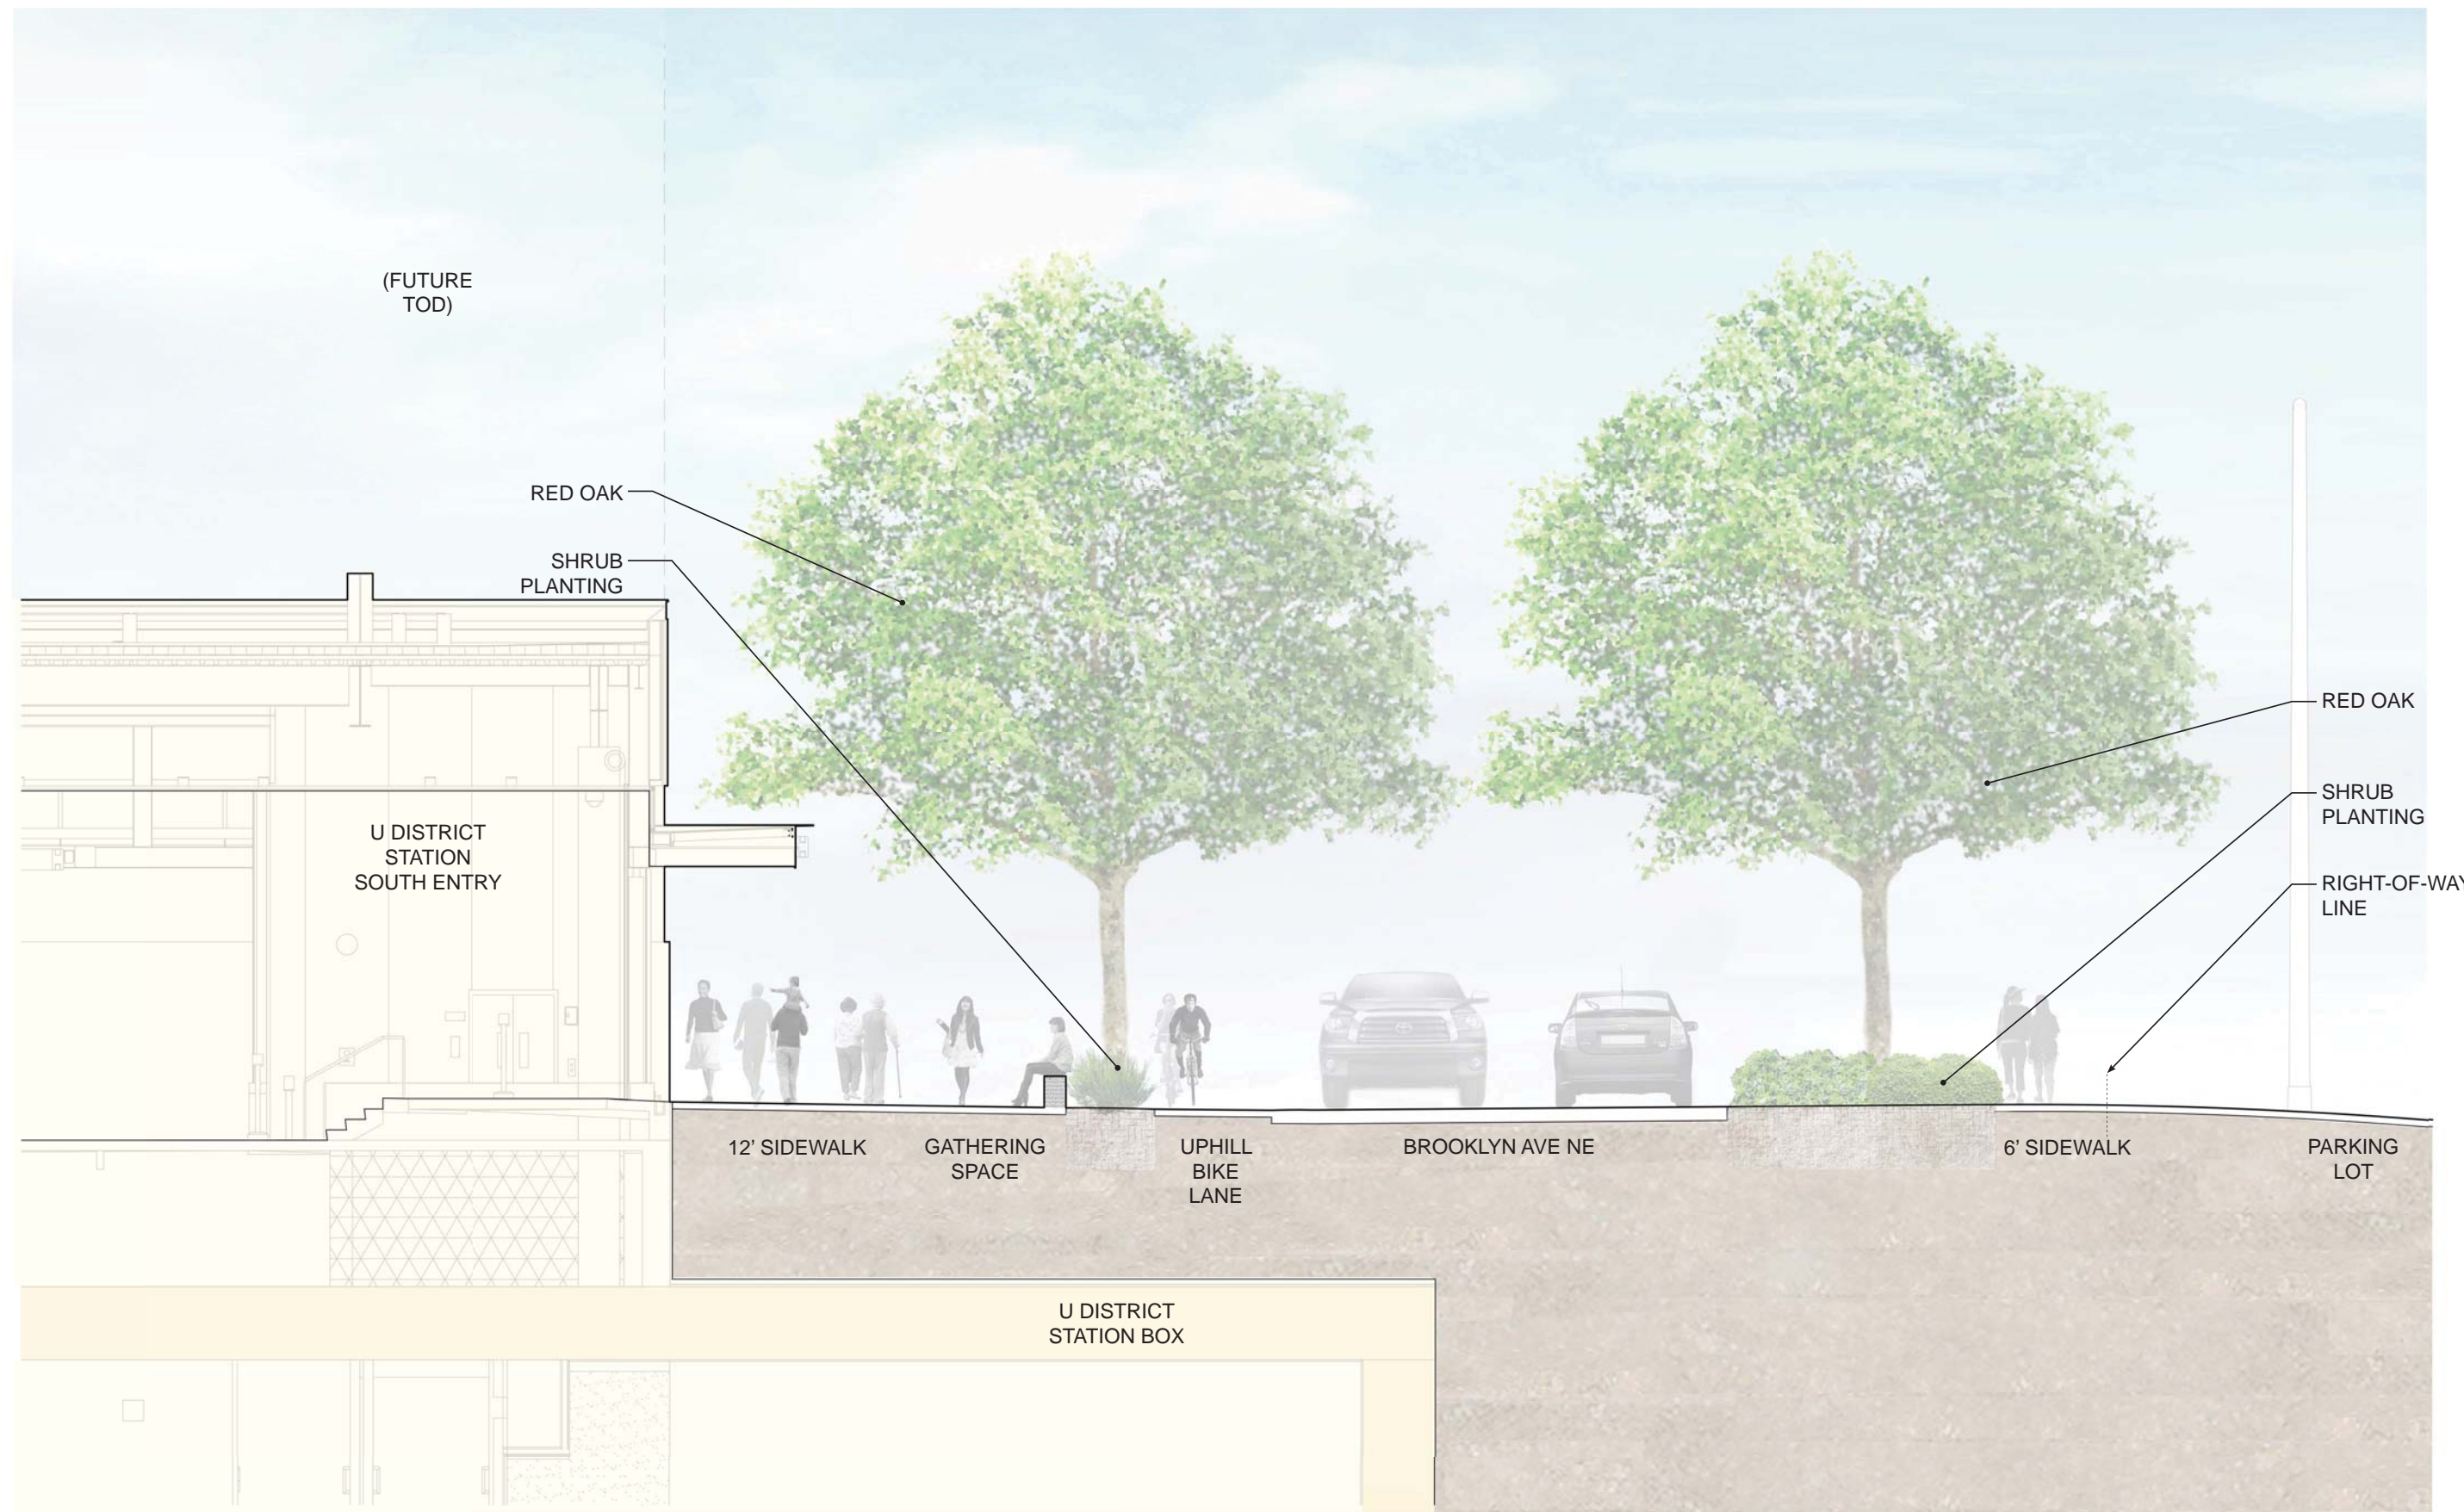 (FUTURE
TOD)
RED OAK
SHRUB
PLANTING
RED OAK
SHRUB
PLANTING
RIGHT-OF-WAY
LINE
U DISTRICT
STATION
SOUTH ENTRY
12’ SIDEWALK
GATHERING
SPACE
UPHILL
BIKE
LANE
BROOKLYN AVE NE
6’ SIDEWALK
PARKING
LOT
U DISTRICT
STATION BOX